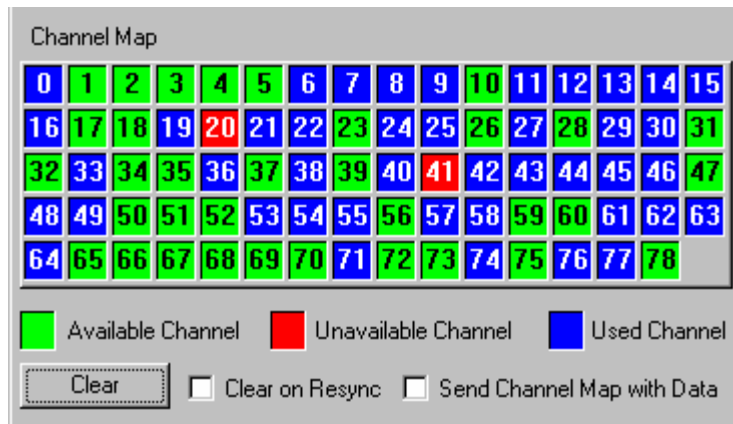 Channel Map
0 1 2 3 4 5 6 7 8 9 10 11 12 13 14 15
16 17 18 19 20 21 22 23 24 25 26 27 28 29 30 31
32 33 34 35 36 37 38 39 40 41 42 43 44 45 46 47
48 49 50 51 52 53 54 55 56 57 58 59 60 61 62 63
64 65 66 67 68 69 70 71 72 73 74 75 76 77 78
Available Channel Unavailable Channel Used Channel
Clear Clear on Resync Send Channel Map with Data